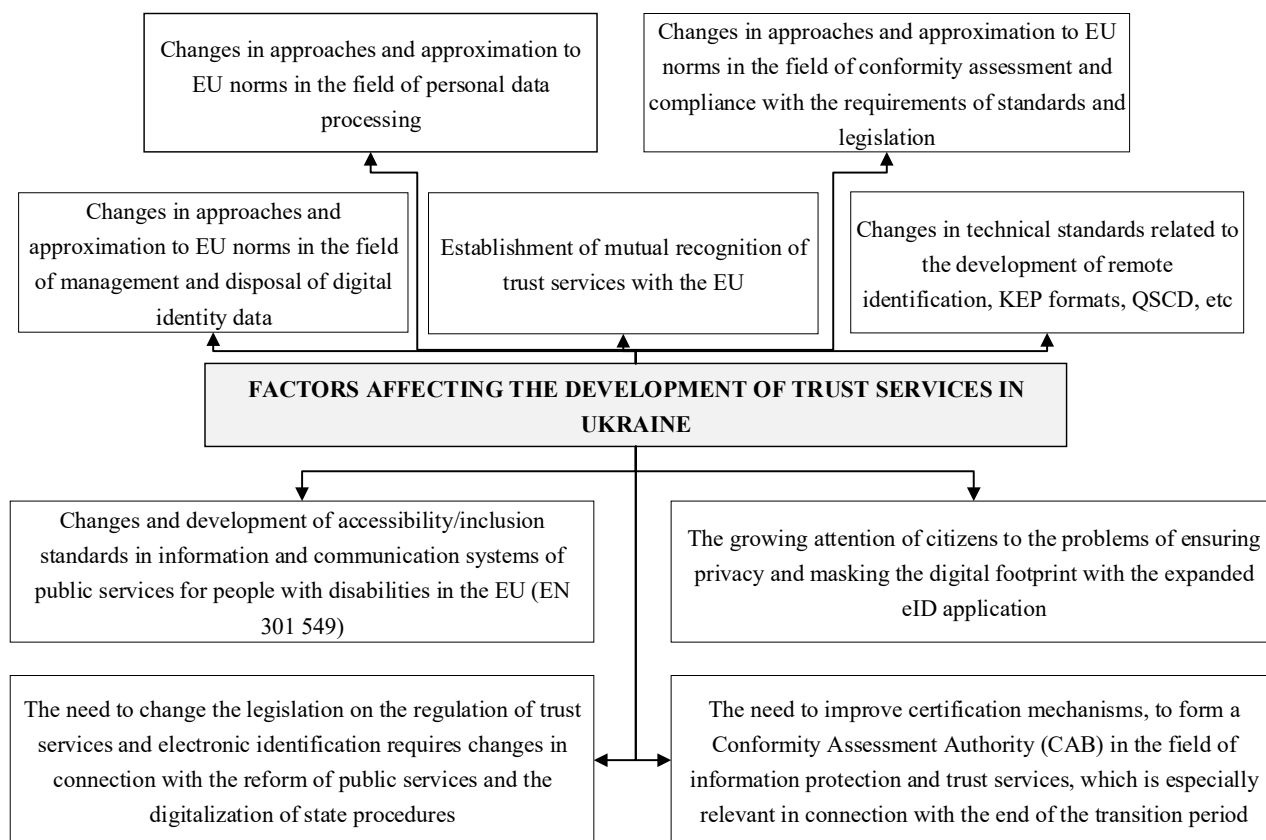 Changes in approaches and approximation to
EU norms in the field of personal data
processing
Changes in approaches and approximation to EU
norms in the field of conformity assessment and
compliance with the requirements of standards and
legislation
Changes in approaches and
approximation to EU norms in the field
of management and disposal of digital
identity data
Establishment of mutual recognition of
trust services with the EU
Changes in technical standards related to
the development of remote
identification, KEP formats, QSCD, etc
FACTORS AFFECTING THE DEVELOPMENT OF TRUST SERVICES IN
UKRAINE
Changes and development of accessibility/inclusion
standards in information and communication systems of
public services for people with disabilities in the EU (EN
301 549)
The growing attention of citizens to the problems of ensuring
privacy and masking the digital footprint with the expanded
eID application
The need to change the legislation on the regulation of trust
services and electronic identification requires changes in
connection with the reform of public services and the
digitalization of state procedures
The need to improve certification mechanisms, to form a
Conformity Assessment Authority (CAB) in the field of
information protection and trust services, which is especially
relevant in connection with the end of the transition period